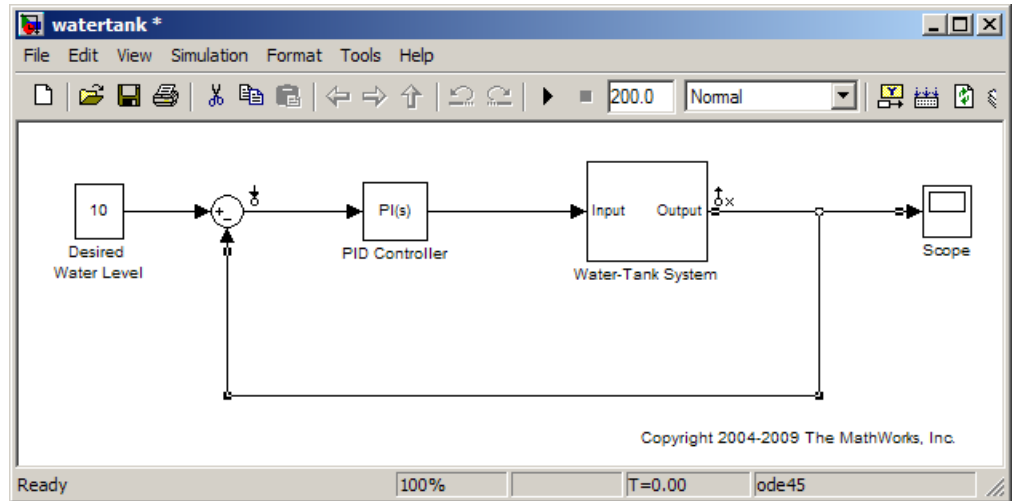 watertank *
File Edit View Simulation Format Tools Help
200.0 Normal
10
+
-
PI(s)
Input Output
x
Desired
Water Level
PID Controller
Water-Tank System
Scope
Copyright 2004-2009 The MathWorks, Inc.
Ready 100% T=0.00 ode45